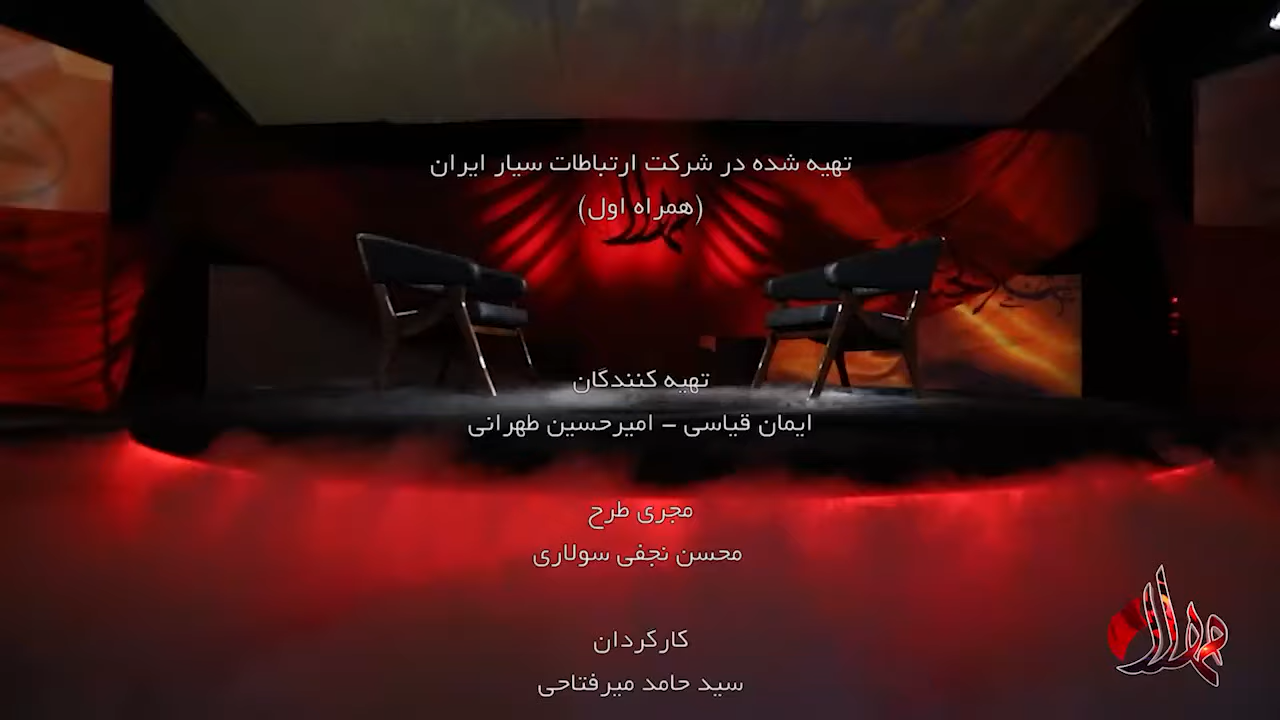 تهیه شده در شرکت ارتباطات سیار ایران
(همراه اول)
تهیه کنندگان
ایمان قیاسی - امیرحسین طهرانی
مجری طرح
محسن نجفی سولاری
کارگردان
سید حامد میرفتاحی